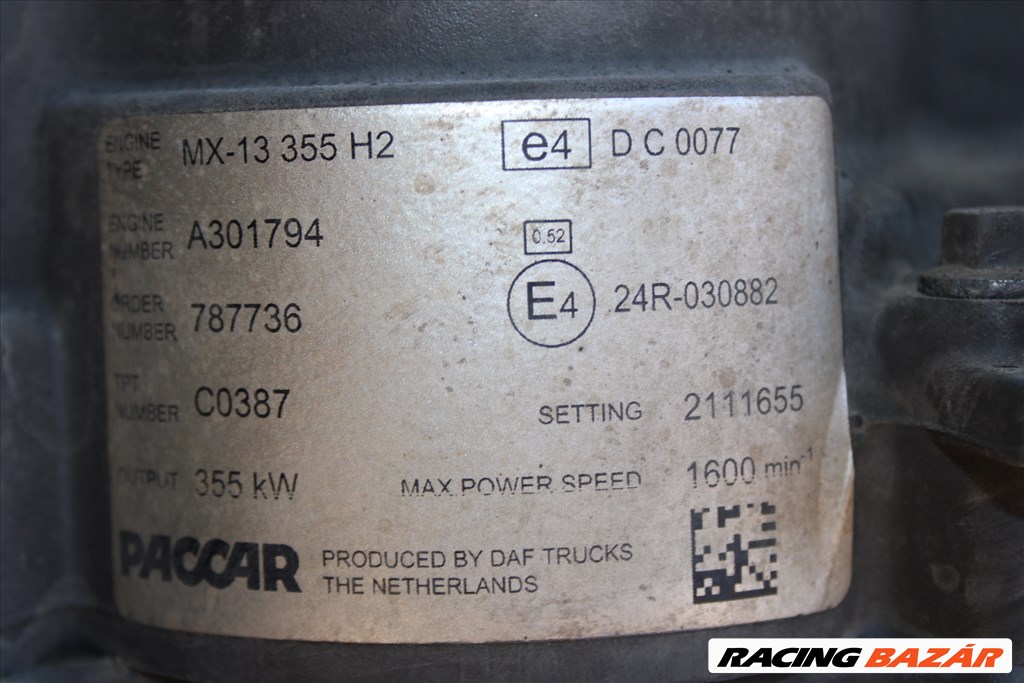 ENGINE TYPE MX-13 355 H2 e4 D C 0077
ENGINE NUMBER A301794 0.52
ORDER NUMBER 787736 E4 24R-030882
TPT NUMBER C0387 SETTING 2111655
OUTPUT 355 kW MAX POWER SPEED 1600 min-1
PACCAR PRODUCED BY DAF TRUCKS
THE NETHERLANDS
RACING BAZÁR